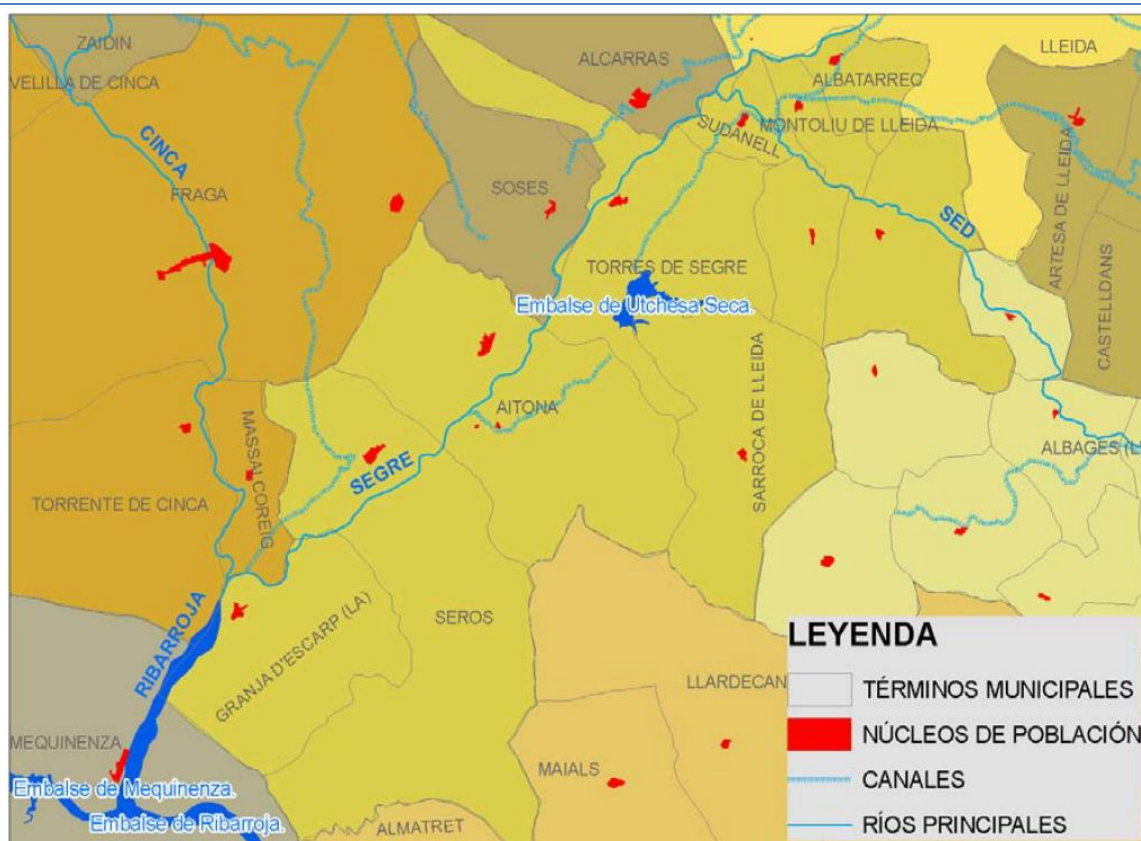 ZAIDIN
VELILLA DE CINCA
CINCA
FRAGA
ALCARRAS
LLEIDA
ALBATARREC
SUDANELL
MONTOLIU DE LLEIDA
SOSES
SED
ARTESA DE LLEIDA
CASTELLDANS
TORRES DE SEGRE
Embalse de Utchesa Seca.
AITONA
SARROCA DE LLEIDA
ALBAGES (L
MASSALCOREIG
SEGRE
TORRENTE DE CINCA
RIBARROJA
GRANJA D'ESCARP (LA)
SEROS
LLARDECAN
MEQUINENZA
MAIALS
Embalse de Mequinenza.
Embalse de Ribarroja.
ALMATRET
LEYENDA
TÉRMINOS MUNICIPALES
NÚCLEOS DE POBLACIÓN
CANALES
RÍOS PRINCIPALES